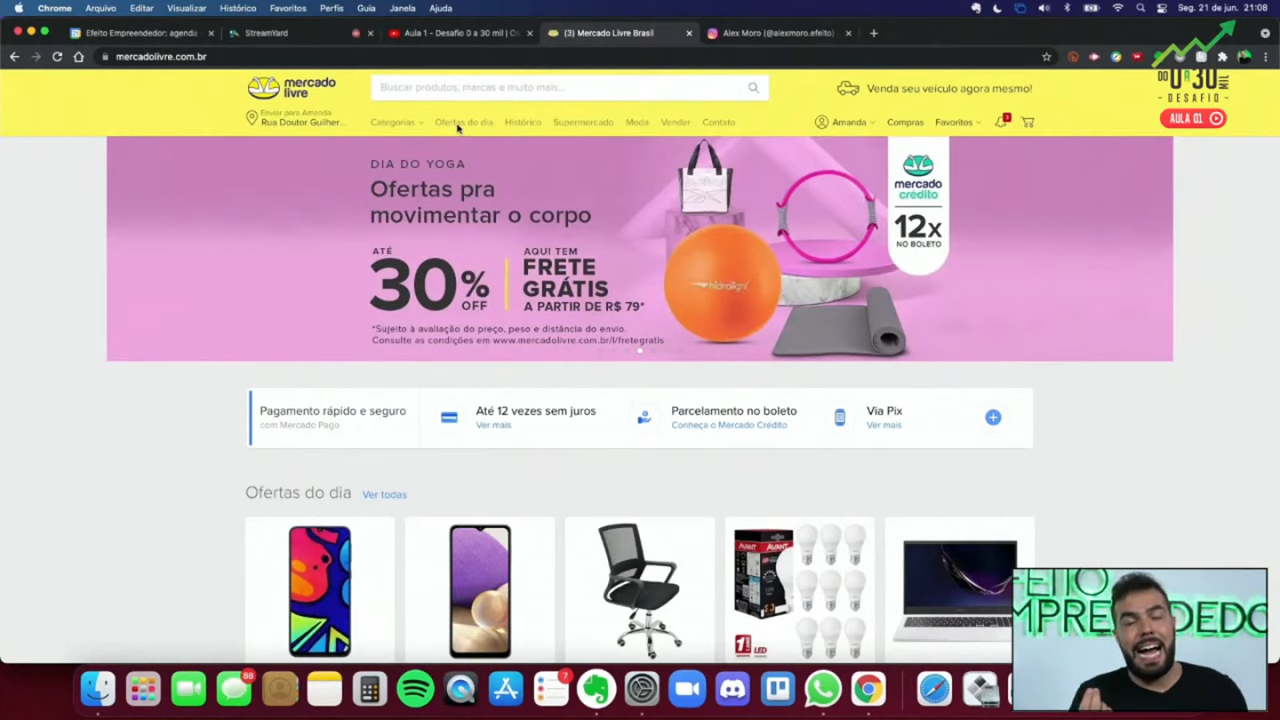 Chrome Arquivo Editar Visualizar Histórico Favoritos Perfis Guia Janela Ajuda
Seg. 21 de jun. 21:08
Efeito Empreendedor: agenda
StreamYard
Aula 1 - Desafio 0 a 30 mil | O
(3) Mercado Livre Brasil
Alex Moro (@alexmoro.efeito)
mercadolivre.com.br
mercado
livre
Buscar produtos, marcas e muito mais...
Venda seu veículo agora mesmo!
DO 0 A 30 MIL
- DESAFIO -
AULA 01
Enviar para Amanda
Rua Doutor Guilher...
Categorias Ofertas do dia Histórico Supermercado Moda Vender Contato
Amanda Compras Favoritos
DIA DO YOGA
Ofertas pra
movimentar o corpo
ATÉ
30% OFF
AQUI TEM
FRETE
GRÁTIS
A PARTIR DE R$ 79*
*Sujeito à avaliação do preço, peso e distância do envio.
Consulte as condições em www.mercadolivre.com.br/l/fretegratis
hidrolight
mercado
crédito
12x
NO BOLETO
Pagamento rápido e seguro
com Mercado Pago
Até 12 vezes sem juros
Ver mais
Parcelamento no boleto
Conheça o Mercado Crédito
Via Pix
Ver mais
Ofertas do dia Ver todas
AVANT
LED
EFEITO
EMPREENDEDO
88
7